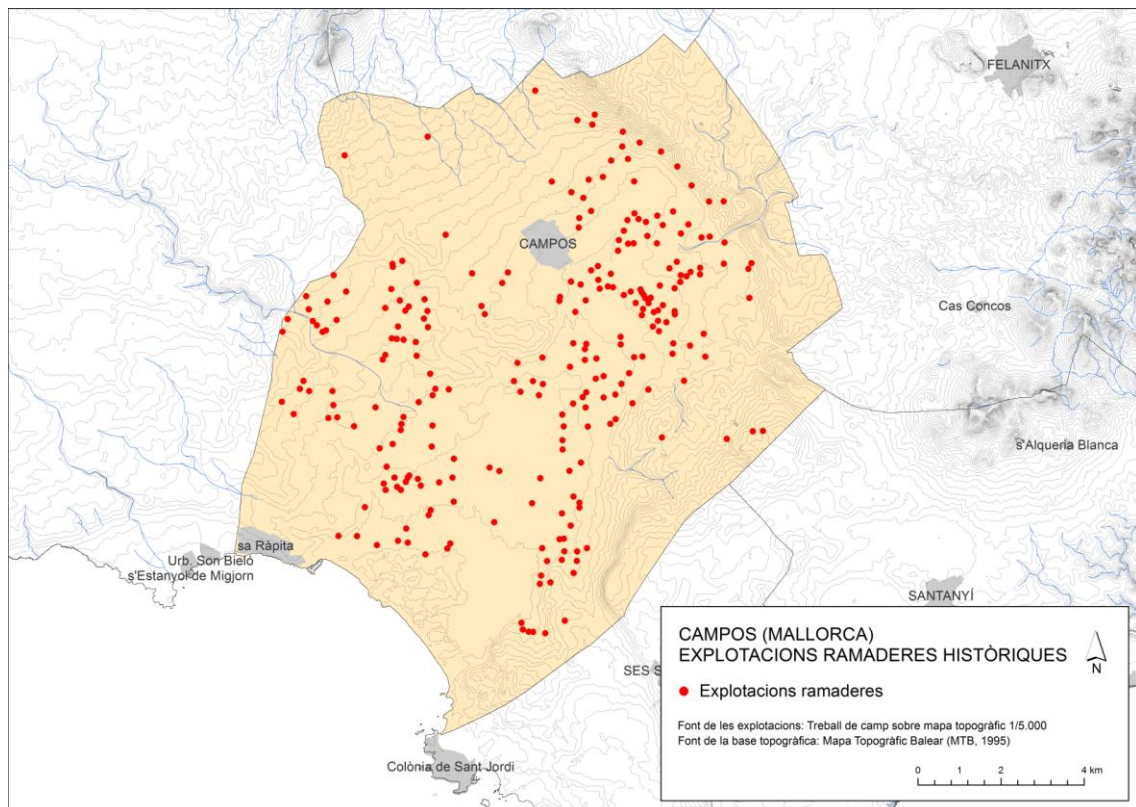 FELANITX
CAMPOS
Cas Concos
s'Alqueria Blanca
sa Ràpita
Urb. Son Bieló
s'Estanyol de Migjorn
SANTANYÍ
SES S
Colònia de Sant Jordi
CAMPOS (MALLORCA)
EXPLOTACIONS RAMADERES HISTÒRIQUES
N
Explotacions ramaderes
Font de les explotacions: Treball de camp sobre mapa topogràfic 1/5.000
Font de la base topogràfica: Mapa Topogràfic Balear (MTB, 1995)
0 1 2 4 km